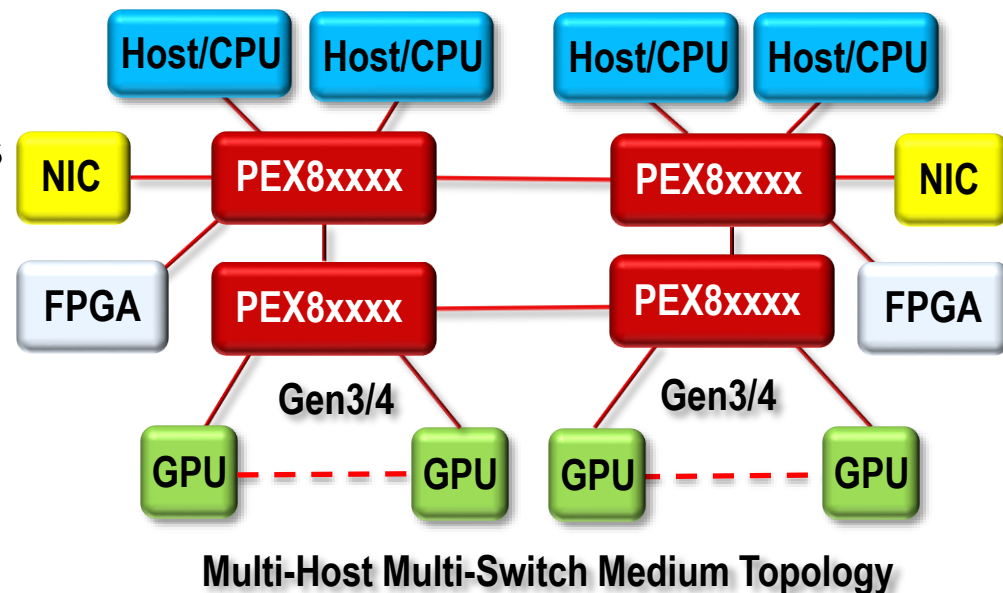 Host/CPU Host/CPU Host/CPU Host/CPU
s
NIC PEX8xxxx PEX8xxxx NIC
FPGA PEX8xxxx PEX8xxxx FPGA
Gen3/4 Gen3/4
GPU GPU GPU GPU
Multi-Host Multi-Switch Medium Topology